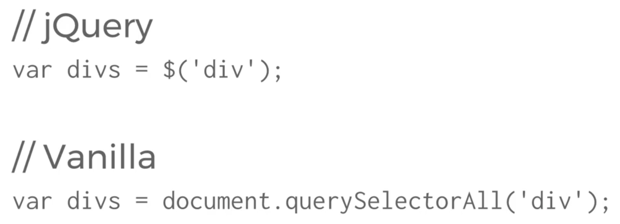 // jQuery
var divs = $('div');
// Vanilla
var divs = document.querySelectorAll('div');